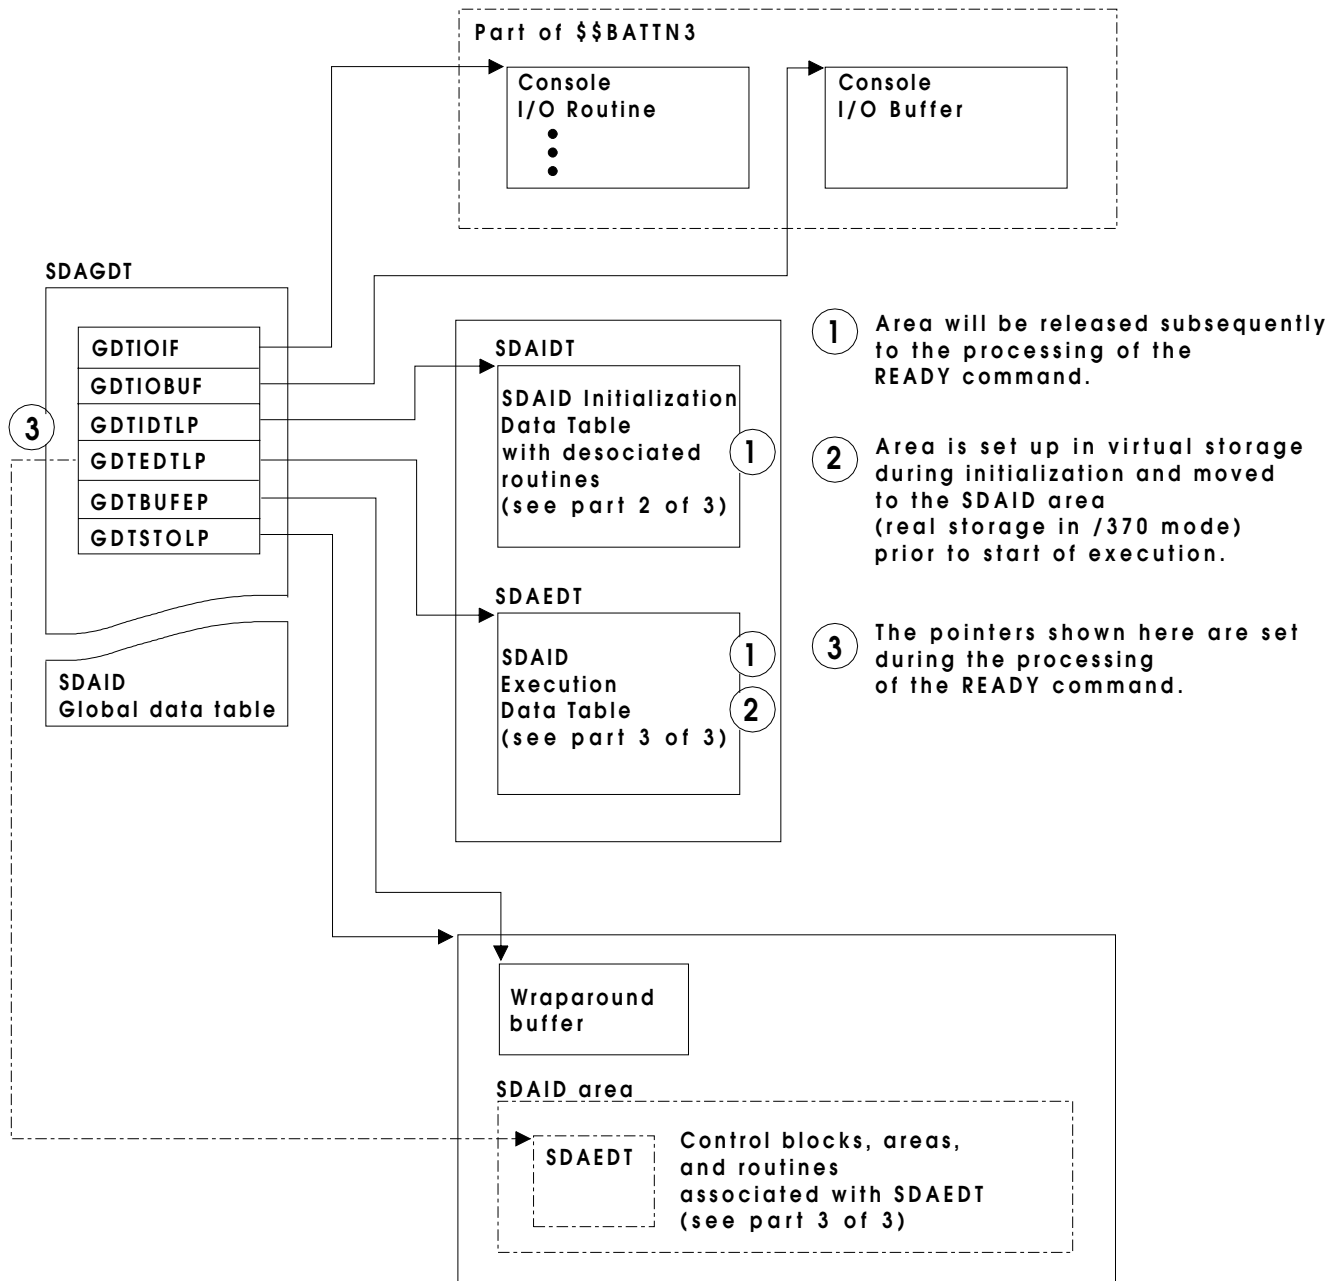 Part of $$BATTN3
Console
I/O Routine
Console
I/O Buffer
SDAGDT
GDTIOIF
GDTIOBUF
GDTIDTLP
GDTEDTLP
GDTBUFEP
GDTSTOLP
3
SDAID
Global data table
SDAIDT
SDAID Initialization
Data Table
with desociated
routines
(see part 2 of 3)
1
SDAEDT
SDAID
Execution
Data Table
(see part 3 of 3)
1
2
1
Area will be released subsequently
to the processing of the
READY command.
2
Area is set up in virtual storage
during initialization and moved
to the SDAID area
(real storage in /370 mode)
prior to start of execution.
3
The pointers shown here are set
during the processing
of the READY command.
Wraparound
buffer
SDAID area
SDAEDT
Control blocks, areas,
and routines
associated with SDAEDT
(see part 3 of 3)